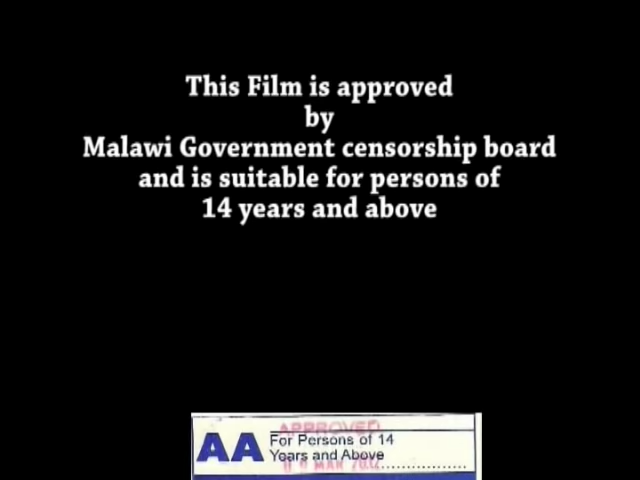 This Film is approved
by
Malawi Government censorship board
and is suitable for persons of
14 years and above
APPROVED
AA For Persons of 14
Years and Above
MAR